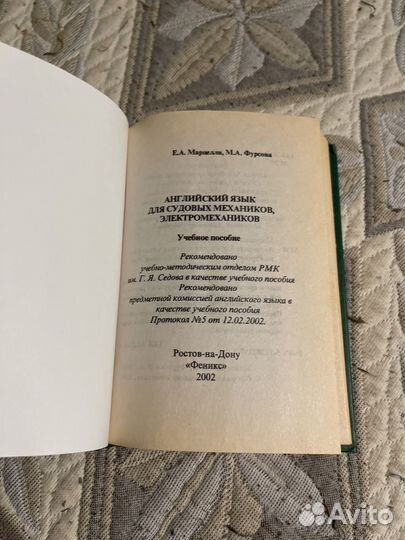 Е.А. Марцелли, М.А. Фурсова
АНГЛИЙСКИЙ ЯЗЫК
ДЛЯ СУДОВЫХ МЕХАНИКОВ,
ЭЛЕКТРОМЕХАНИКОВ
Учебное пособие
Рекомендовано
учебно-методическим отделом РМК
им. Г. Я. Седова в качестве учебного пособия
Рекомендовано
предметной комиссией английского языка в
качестве учебного пособия
Протокол №5 от 12.02.2002.
Ростов-на-Дону
«Феникс»
2002
Avito